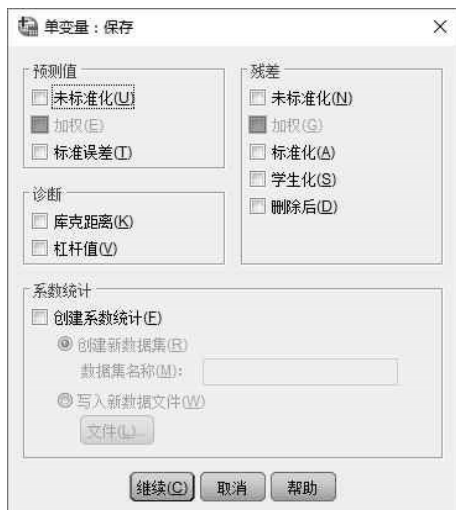 单变量：保存
预测值
未标准化(U)
加权(E)
标准误差(T)
诊断
库克距离(K)
杠杆值(V)
残差
未标准化(N)
加权(G)
标准化(A)
学生化(S)
删除后(D)
系数统计
创建系数统计(F)
创建新数据集(R)
数据集名称(M)：
写入新数据文件(W)
文件(L)...
继续(C) 取消 帮助